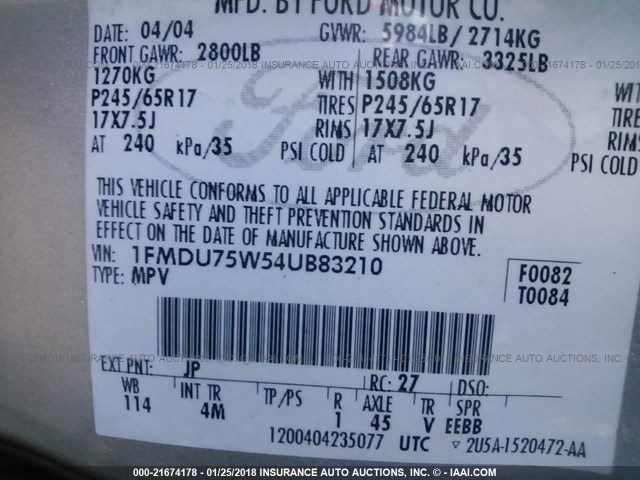 MFD. BY FORD MOTOR CO.
DATE: 04/04 GVWR: 5984LB/2714KG
FRONT GAWR: 2800LB REAR GAWR: 3325LB
1270KG WITH 1508KG WITH
P245/65R17 TIRES P245/65R17 TIRE
17X7.5J RIMS 17X7.5J RIMS
AT 240 kPa/35 PSI COLD AT 240 kPa/35 PSI COLD
THIS VEHICLE CONFORMS TO ALL APPLICABLE FEDERAL MOTOR
VEHICLE SAFETY AND THEFT PREVENTION STANDARDS IN
EFFECT ON THE DATE OF MANUFACTURE SHOWN ABOVE.
VIN: 1FMDU75W54UB83210
TYPE: MPV
F0082
T0084
EXT PNT: JP RC: 27 DSO:
WB INT TR TP/PS R AXLE TR SPR
114 4M 1 45 V EEBB
1200404235077 UTC 2U5A-1520472-AA
Ford
000-21674178 - 01/25/2018 INSURANCE AUTO AUCTIONS, INC. - © IAAI.COM